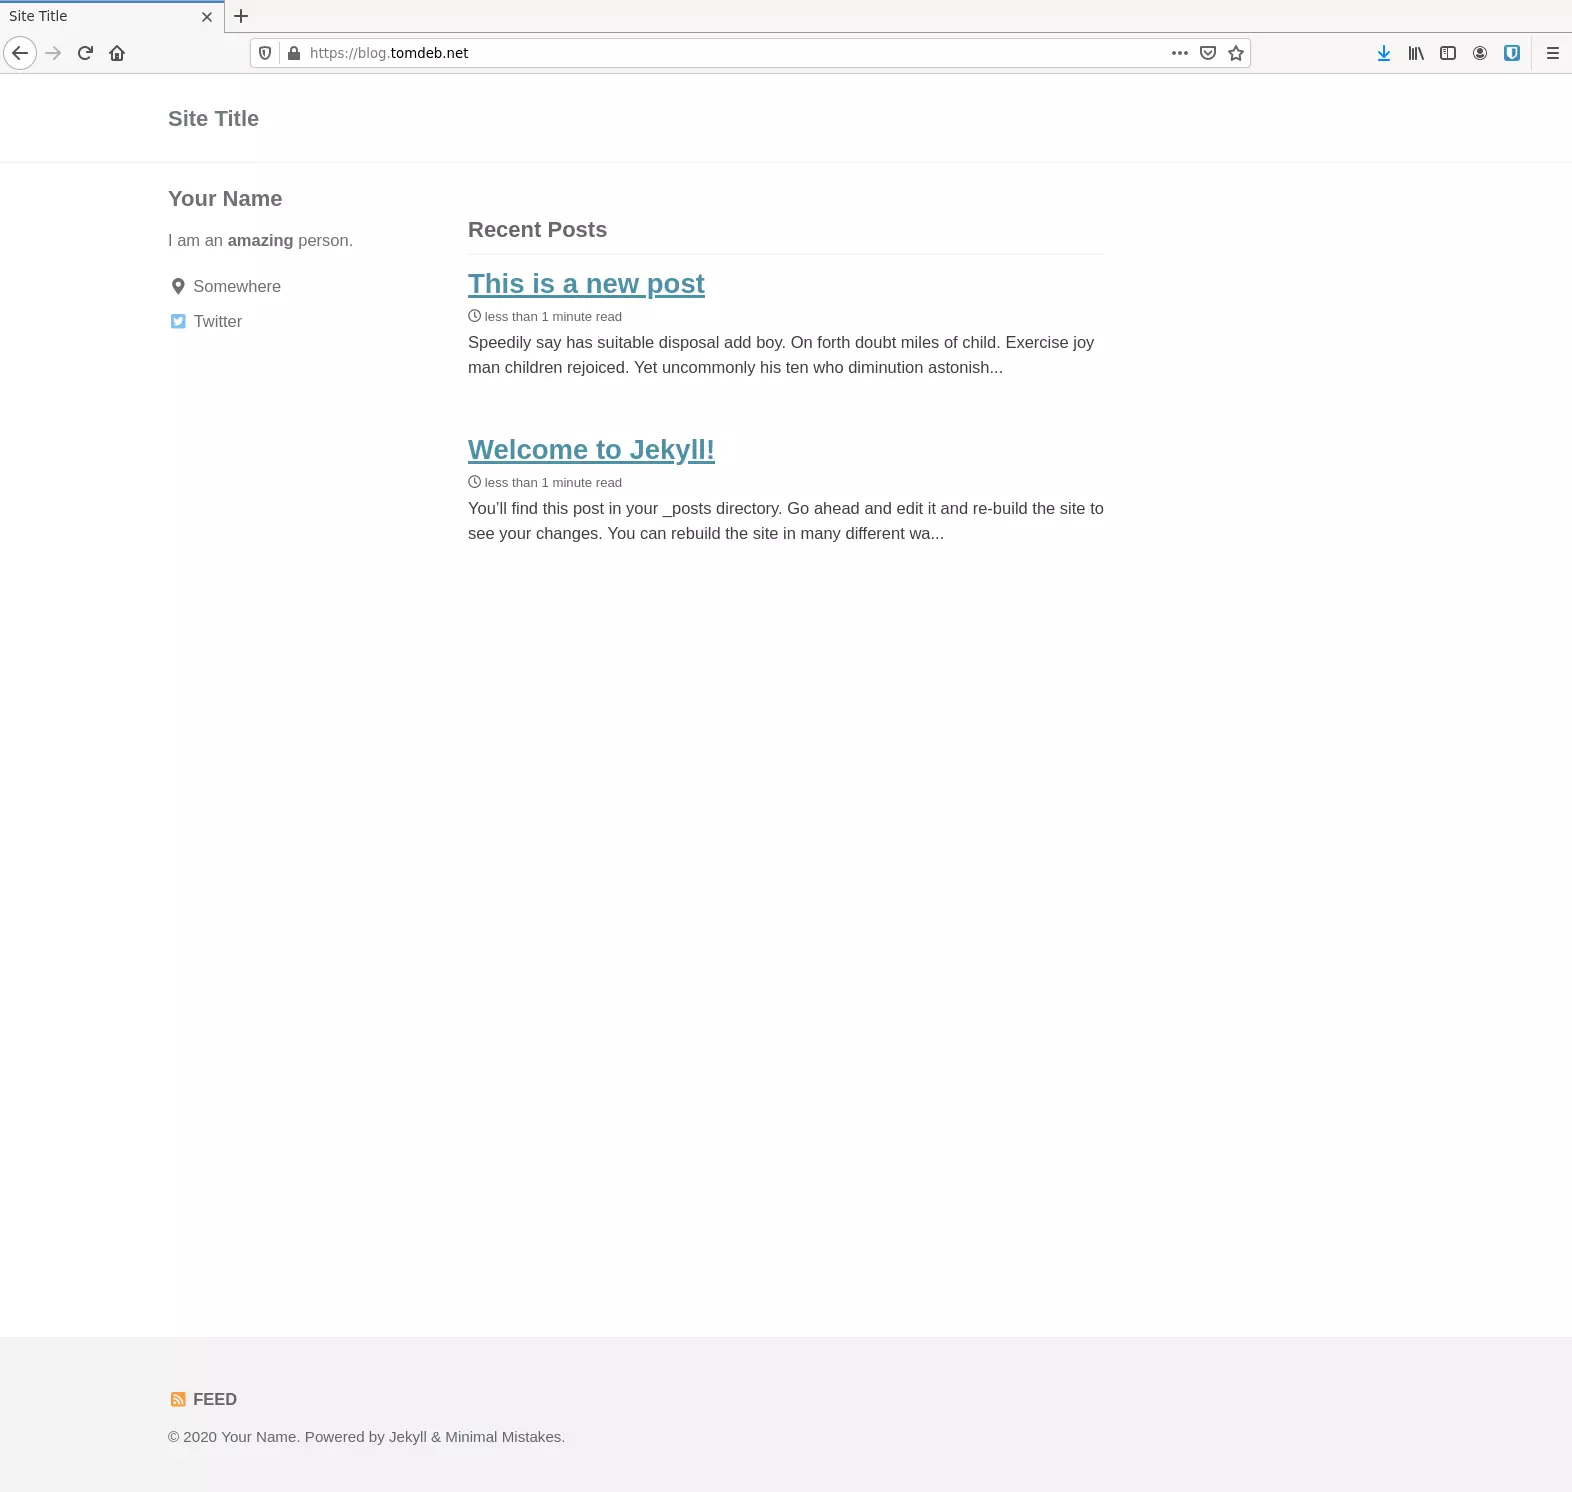 Site Title
https://blog.tomdeb.net
Site Title
Your Name
I am an amazing person.
Somewhere
Twitter
Recent Posts
This is a new post
less than 1 minute read
Speedily say has suitable disposal add boy. On forth doubt miles of child. Exercise joy
man children rejoiced. Yet uncommonly his ten who diminution astonish...
Welcome to Jekyll!
less than 1 minute read
You’ll find this post in your _posts directory. Go ahead and edit it and re-build the site to
see your changes. You can rebuild the site in many different wa...
FEED
© 2020 Your Name. Powered by Jekyll & Minimal Mistakes.